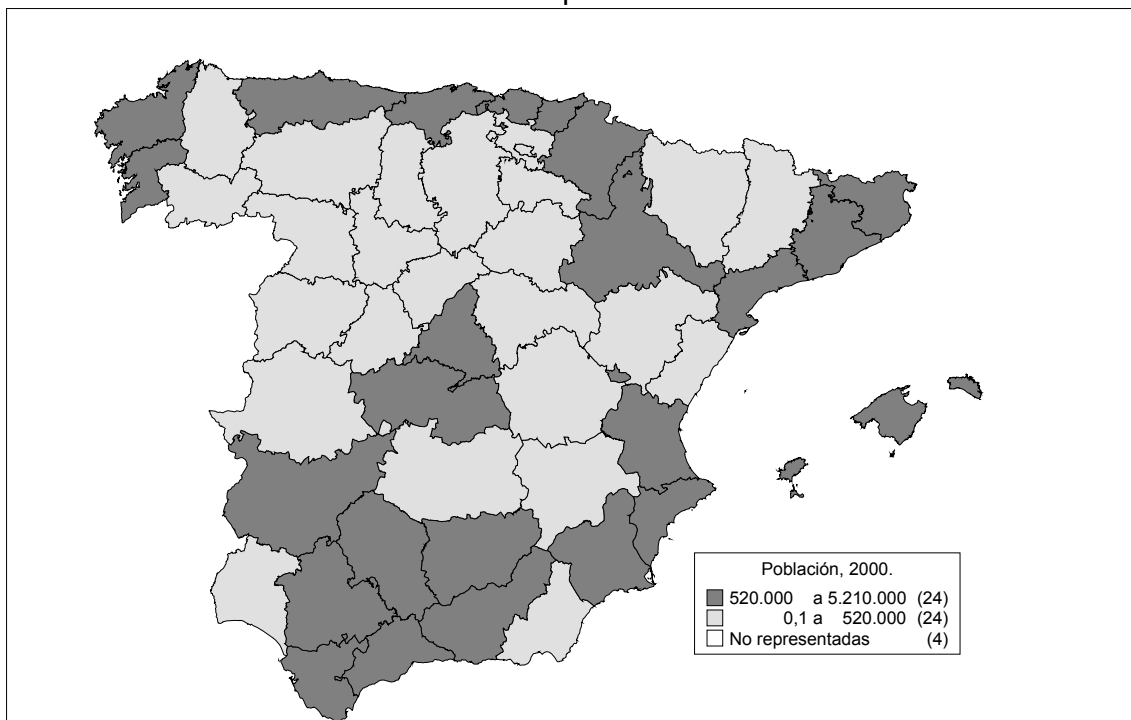 Población, 2000.
520.000 a 5.210.000 (24)
0,1 a 520.000 (24)
No representadas (4)